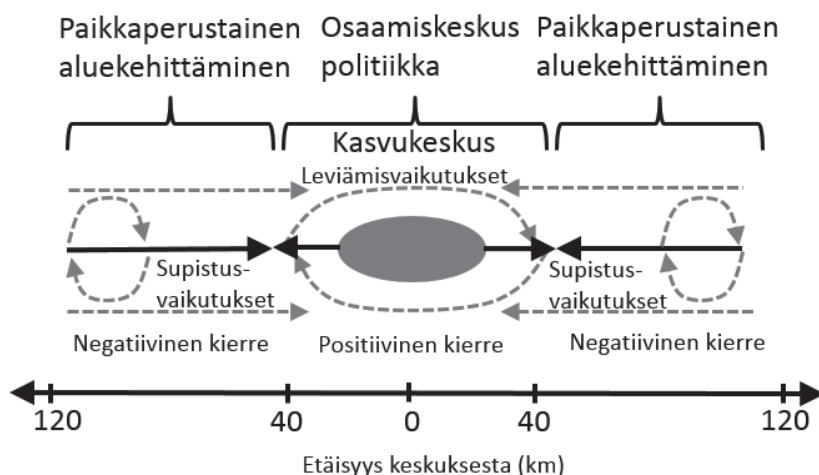 Paikkaperustainen
aluekehittäminen
Osaamiskeskus
politiikka
Paikkaperustainen
aluekehittäminen
Kasvukeskus
Leviämisvaikutukset
Supistus-
vaikutukset
Supistus-
vaikutukset
Negatiivinen kierre
Positiivinen kierre
Negatiivinen kierre
120 40 0 40 120
Etäisyys keskuksesta (km)